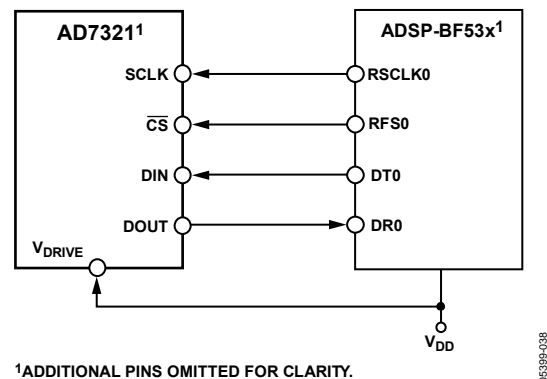 AD7321¹
ADSP-BF53x¹
SCLK
RSCLK0
CS
RFS0
DIN
DT0
DOUT
DR0
VDRIVE
VDD
¹ADDITIONAL PINS OMITTED FOR CLARITY.
05399-038